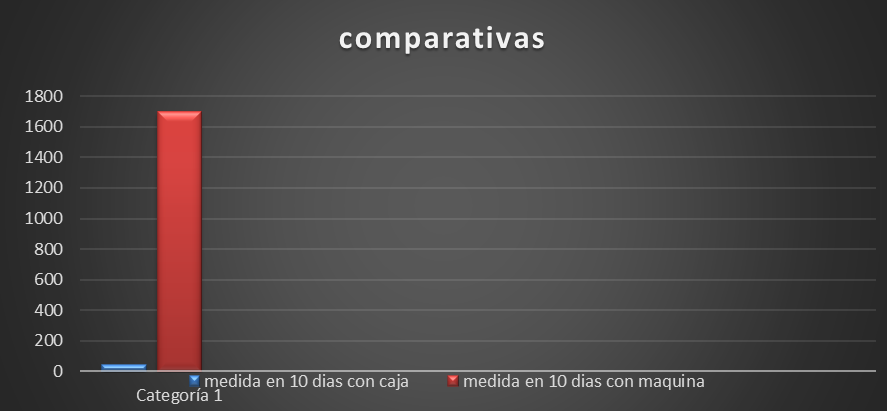 comparativas
1800
1600
1400
1200
1000
800
600
400
200
0
medida en 10 dias con caja
medida en 10 dias con maquina
Categoría 1